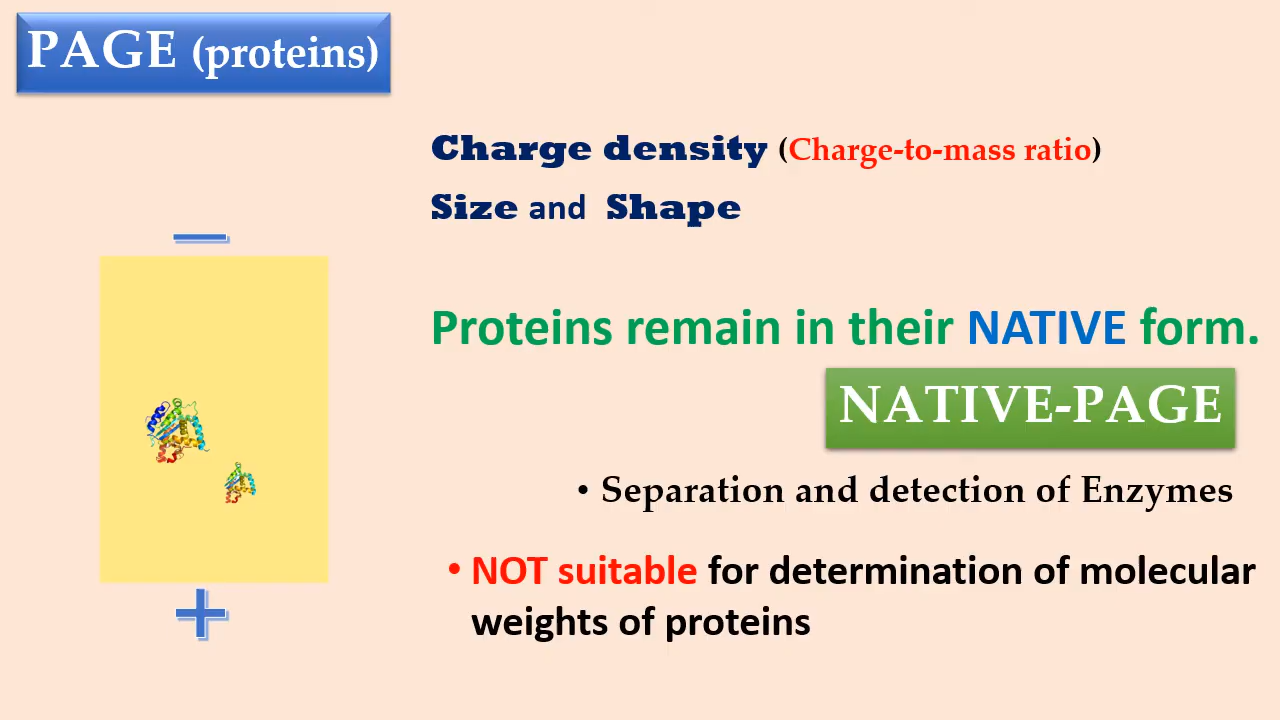 PAGE (proteins)
Charge density (Charge-to-mass ratio)
Size and Shape
−
Proteins remain in their NATIVE form.
NATIVE-PAGE
• Separation and detection of Enzymes
• NOT suitable for determination of molecular
weights of proteins
+